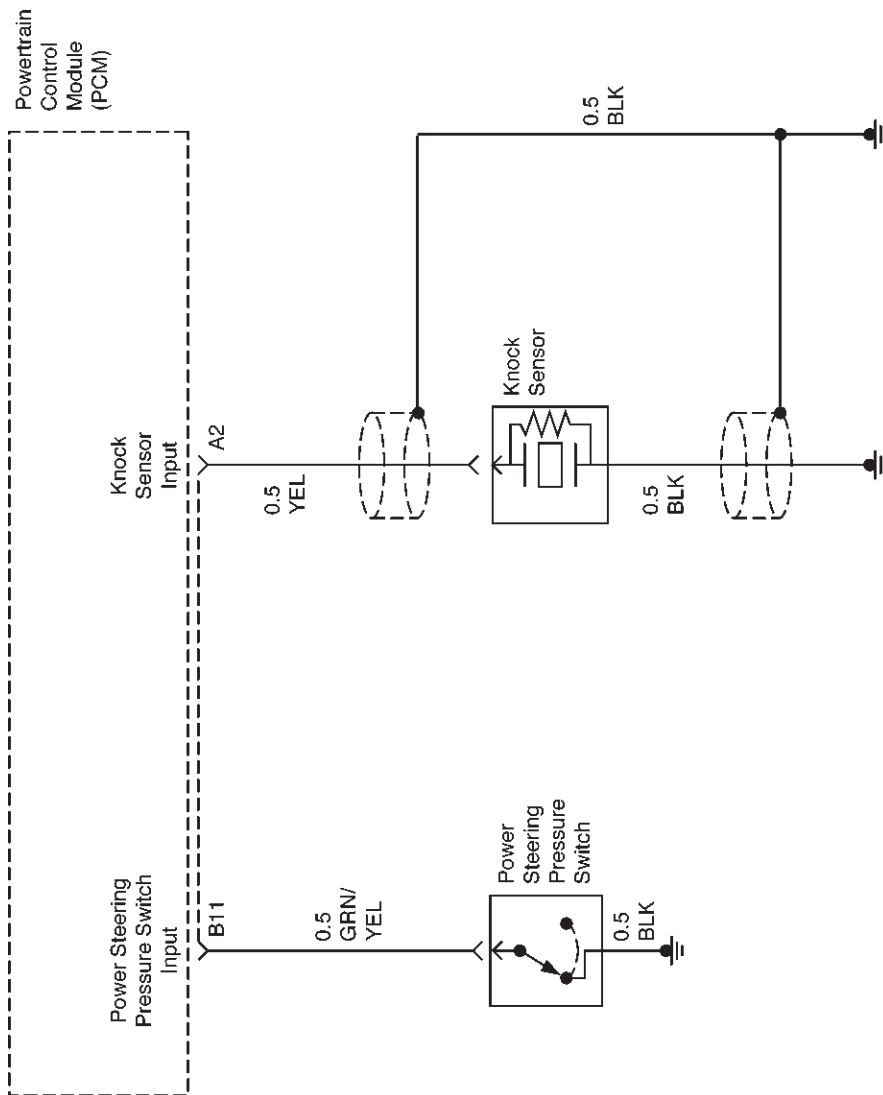 Powertrain
Control
Module
(PCM)
Power Steering
Pressure Switch
Input
B11
Knock
Sensor
Input
A2
0.5
GRN/
YEL
0.5
YEL
0.5
BLK
Power
Steering
Pressure
Switch
Knock
Sensor
0.5
BLK
0.5
BLK